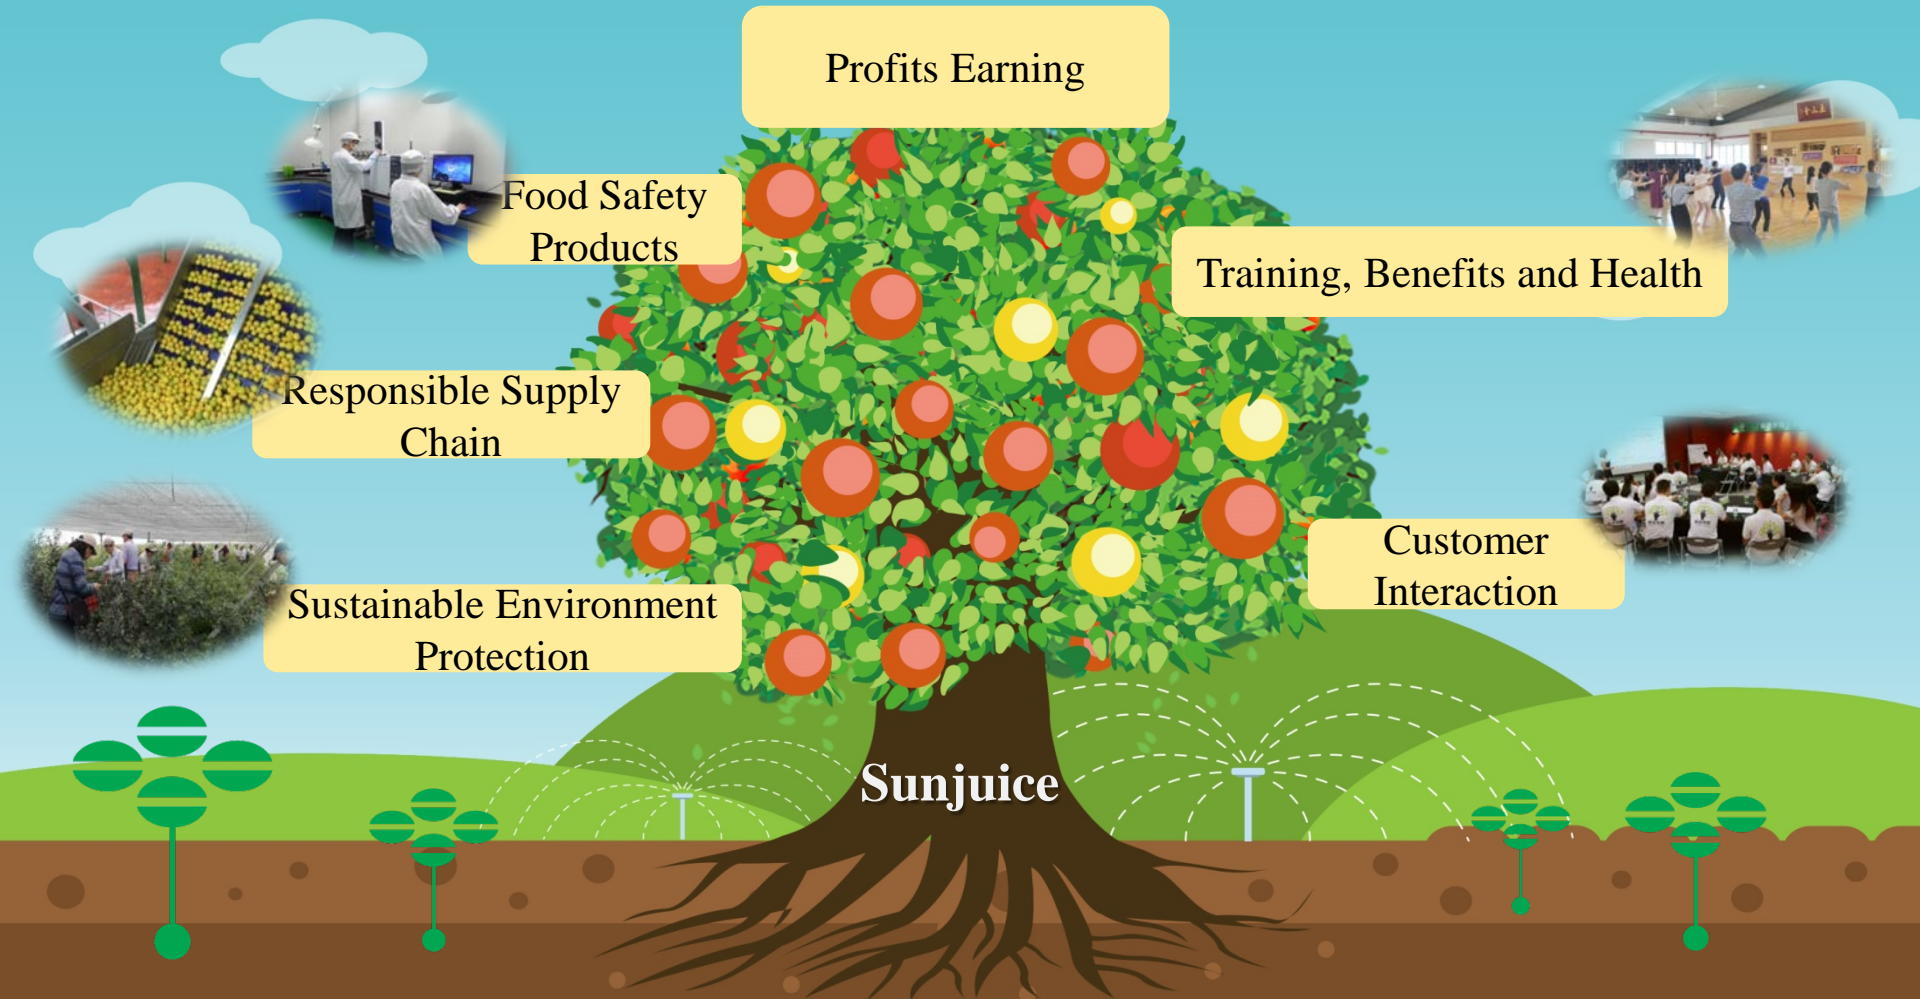 Profits Earning
Food Safety
Products
Training, Benefits and Health
Responsible Supply
Chain
Customer
Interaction
Sustainable Environment
Protection
Sunjuice